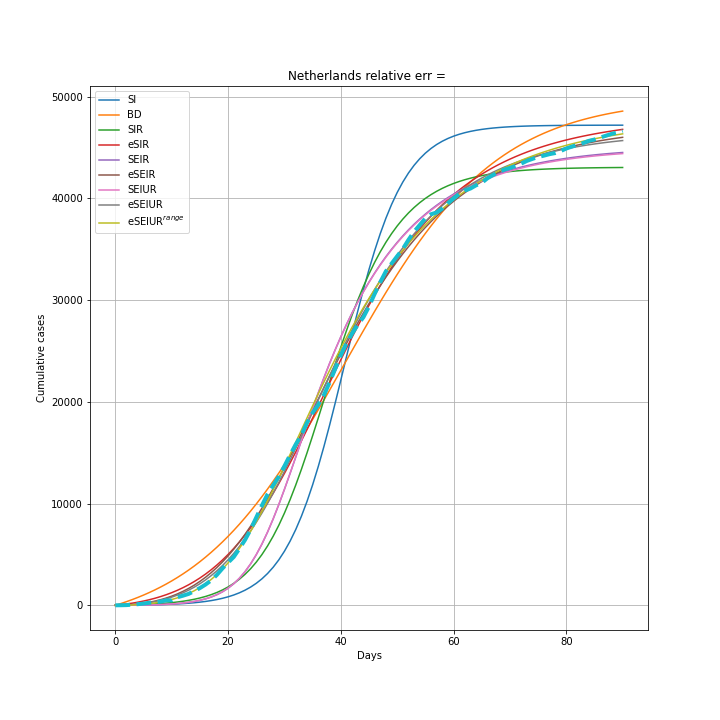 Netherlands relative err =
SI
BD
SIR
eSIR
SEIR
eSEIR
SEIUR
eSEIUR
eSEIUR^range
50000
40000
30000
20000
10000
0
Cumulative cases
0 20 40 60 80
Days